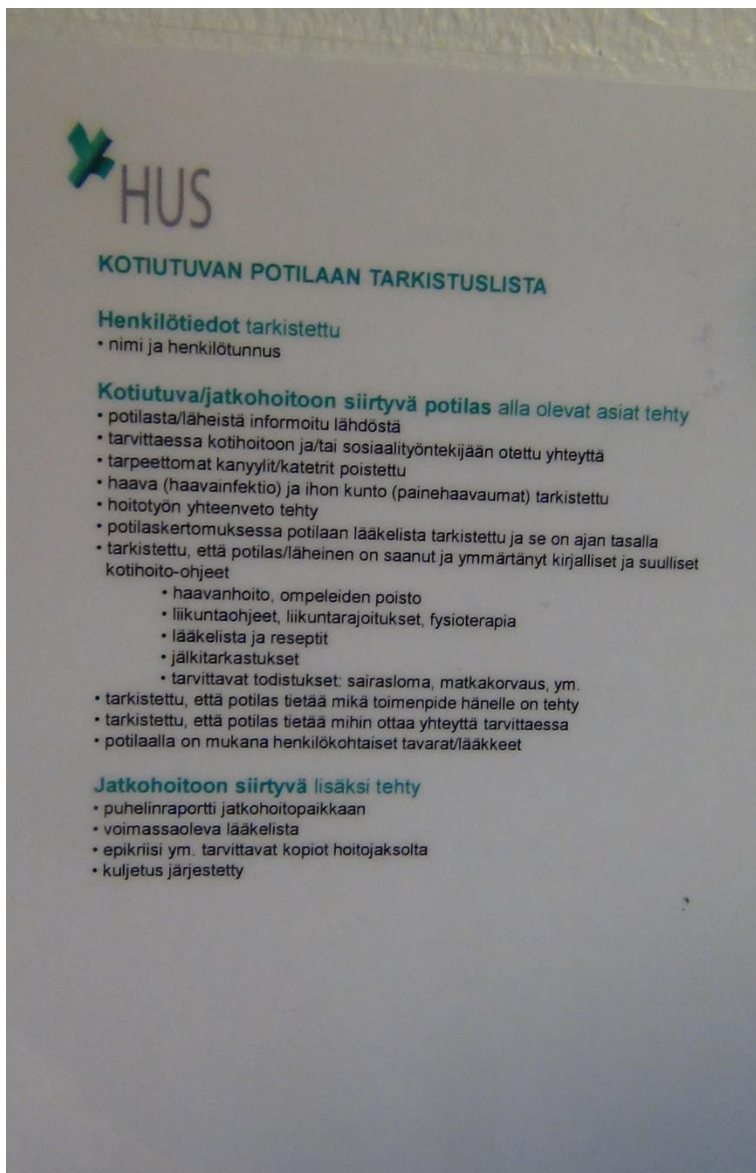 HUS
KOTIUTUVAN POTILAAN TARKISTUSLISTA
Henkilötiedot tarkistettu
• nimi ja henkilötunnus
Kotiutuva/jatkohoitoon siirtyvä potilas alla olevat asiat tehty
• potilasta/läheistä informoitu lähdöstä
• tarvittaessa kotihoitoon ja/tai sosiaalityöntekijään otettu yhteyttä
• tarpeettomat kanyylit/katetrit poistettu
• haava (haavainfektio) ja ihon kunto (painehaavaumat) tarkistettu
• hoitotyön yhteenveto tehty
• potilaskertomuksessa potilaan lääkelista tarkistettu ja se on ajan tasalla
• tarkistettu, että potilas/läheinen on saanut ja ymmärtänyt kirjalliset ja suulliset
kotihoito-ohjeet
• haavanhoito, ompeleiden poisto
• liikuntaohjeet, liikuntarajoitukset, fysioterapia
• lääkelista ja reseptit
• jälkitarkastukset
• tarvittavat todistukset: sairasloma, matkakorvaus, ym.
• tarkistettu, että potilas tietää mikä toimenpide hänelle on tehty
• tarkistettu, että potilas tietää mihin ottaa yhteyttä tarvittaessa
• potilaalla on mukana henkilökohtaiset tavarat/lääkkeet
Jatkohoitoon siirtyvä lisäksi tehty
• puhelinraportti jatkohoitopaikkaan
• voimassaoleva lääkelista
• epikriisi ym. tarvittavat kopiot hoitojaksolta
• kuljetus järjestetty